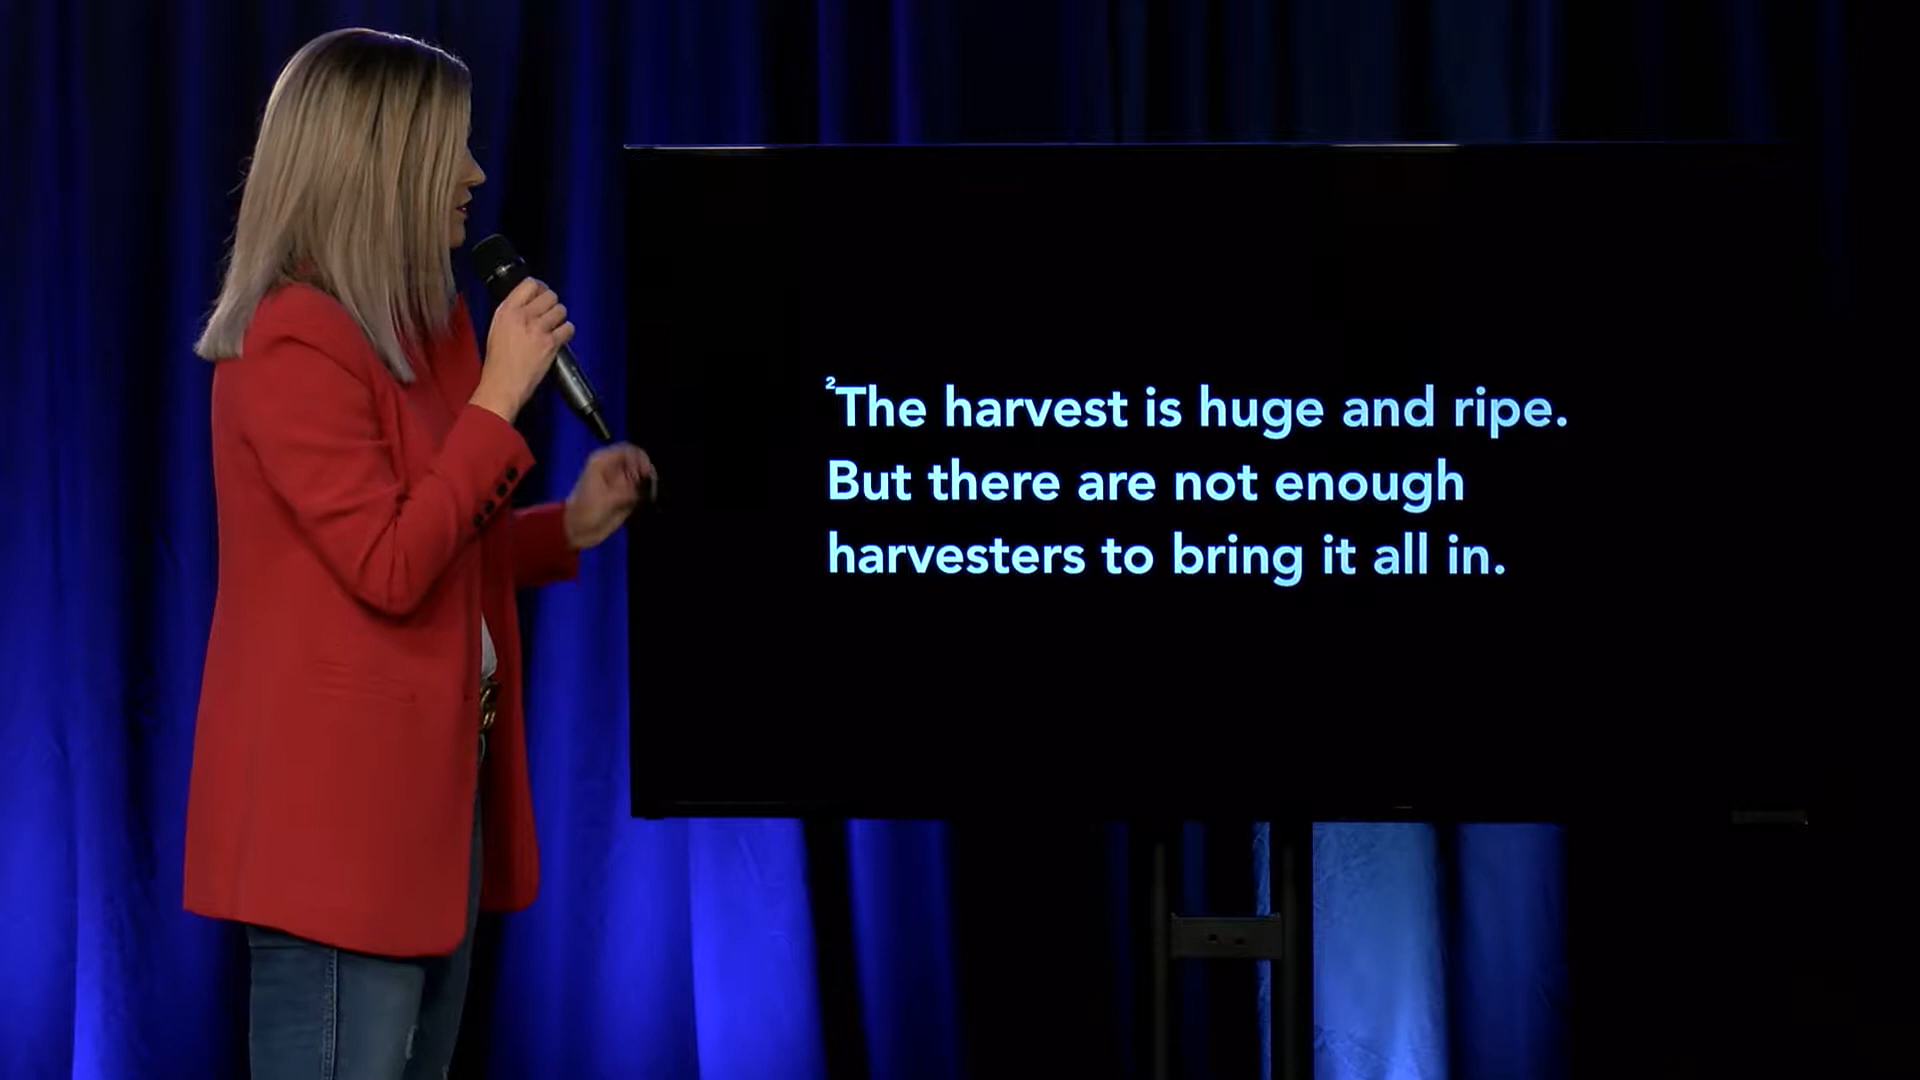 ²The harvest is huge and ripe.
But there are not enough
harvesters to bring it all in.